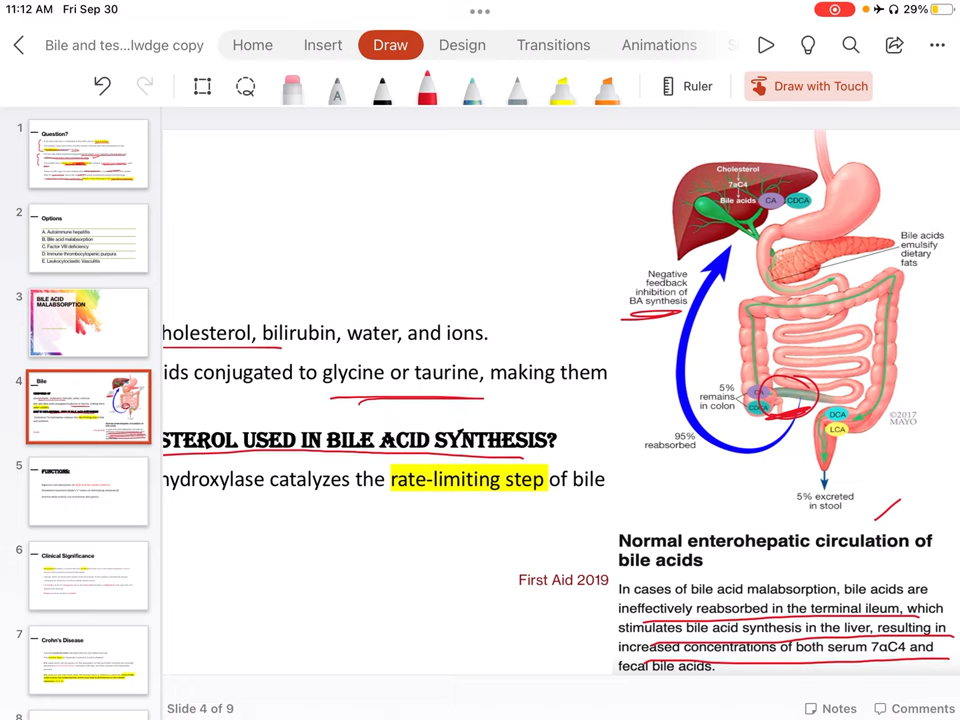 11:12 AM Fri Sep 30
29%
Bile and tes...lwdge copy
Home
Insert
Draw
Design
Transitions
Animations
A
Ruler
Draw with Touch
1
Question?
2
Options
A. Autoimmune hepatitis
B. Bile acid malabsorption
C. Factor VIII deficiency
D. Immune thrombocytopenic purpura
E. Leukocytoclastic Vasculitis
3
BILE ACID
MALABSORPTION
4
Bile
5
FUNCTIONS:
6
Clinical Significance
7
Crohn's Disease
8
holesterol, bilirubin, water, and ions.
ids conjugated to glycine or taurine, making them
STEROL USED IN BILE ACID SYNTHESIS?
hydroxylase catalyzes the rate-limiting step of bile
First Aid 2019
Cholesterol
7aC4
Bile acids
CA
CDCA
Bile acids
emulsify
dietary
fats
Negative
feedback
inhibition of
BA synthesis
5%
remains
in colon
CA
CDCA
DCA
LCA
©2017
MAYO
95%
reabsorbed
5% excreted
in stool
Normal enterohepatic circulation of
bile acids
In cases of bile acid malabsorption, bile acids are
ineffectively reabsorbed in the terminal ileum, which
stimulates bile acid synthesis in the liver, resulting in
increased concentrations of both serum 7αC4 and
fecal bile acids.
Slide 4 of 9
Notes
Comments